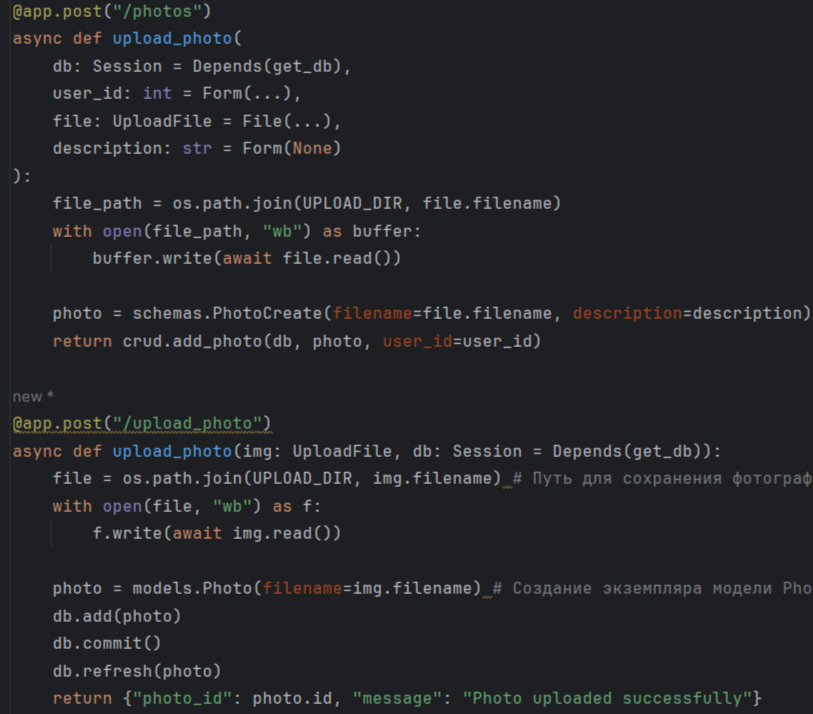 @app.post("/photos")
async def upload_photo(
    db: Session = Depends(get_db),
    user_id: int = Form(...),
    file: UploadFile = File(...),
    description: str = Form(None)
):
    file_path = os.path.join(UPLOAD_DIR, file.filename)
    with open(file_path, "wb") as buffer:
        buffer.write(await file.read())
    photo = schemas.PhotoCreate(filename=file.filename, description=description)
    return crud.add_photo(db, photo, user_id=user_id)
new *
@app.post("/upload_photo")
async def upload_photo(img: UploadFile, db: Session = Depends(get_db)):
    file = os.path.join(UPLOAD_DIR, img.filename) # Путь для сохранения фотограф
    with open(file, "wb") as f:
        f.write(await img.read())
    photo = models.Photo(filename=img.filename) # Создание экземпляра модели Pho
    db.add(photo)
    db.commit()
    db.refresh(photo)
    return {"photo_id": photo.id, "message": "Photo uploaded successfully"}